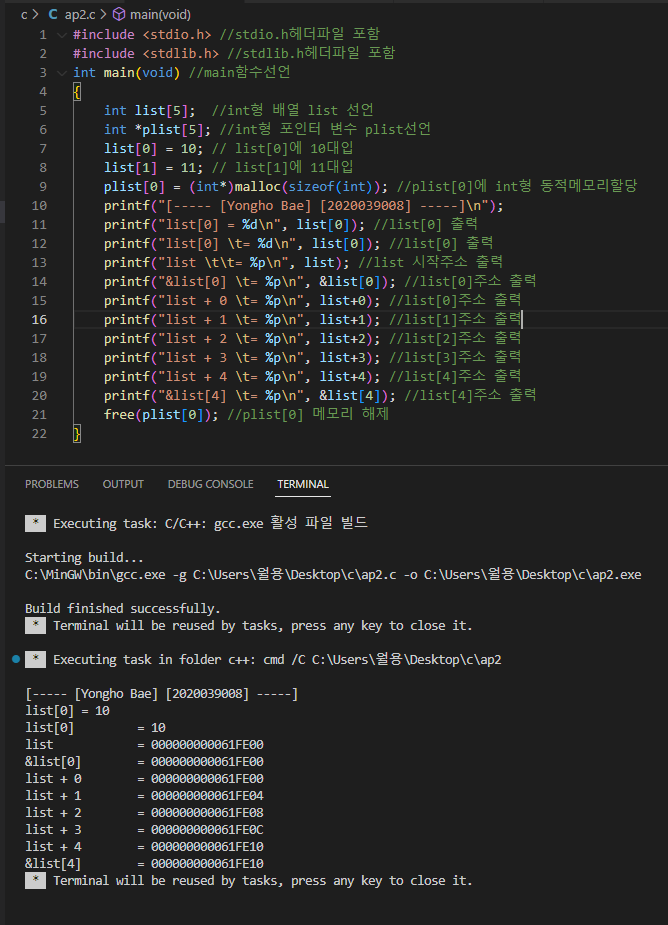 c > C ap2.c > main(void)
1 #include <stdio.h> //stdio.h헤더파일 포함
2 #include <stdlib.h> //stdlib.h헤더파일 포함
3 int main(void) //main함수선언
4 {
5 int list[5];  //int형 배열 list 선언
6 int *plist[5]; //int형 포인터 변수 plist선언
7 list[0] = 10; // list[0]에 10대입
8 list[1] = 11; // list[1]에 11대입
9 plist[0] = (int*)malloc(sizeof(int)); //plist[0]에 int형 동적메모리할당
10 printf("[----- [Yongho Bae] [2020039008] -----]\n");
11 printf("list[0] = %d\n", list[0]); //list[0] 출력
12 printf("list[0] \t= %d\n", list[0]); //list[0] 출력
13 printf("list \t\t= %p\n", list); //list 시작주소 출력
14 printf("&list[0] \t= %p\n", &list[0]); //list[0]주소 출력
15 printf("list + 0 \t= %p\n", list+0); //list[0]주소 출력
16 printf("list + 1 \t= %p\n", list+1); //list[1]주소 출력
17 printf("list + 2 \t= %p\n", list+2); //list[2]주소 출력
18 printf("list + 3 \t= %p\n", list+3); //list[3]주소 출력
19 printf("list + 4 \t= %p\n", list+4); //list[4]주소 출력
20 printf("&list[4] \t= %p\n", &list[4]); //list[4]주소 출력
21 free(plist[0]); //plist[0] 메모리 해제
22 }
PROBLEMS OUTPUT DEBUG CONSOLE TERMINAL
* Executing task: C/C++: gcc.exe 활성 파일 빌드
Starting build...
C:\MinGW\bin\gcc.exe -g C:\Users\월용\Desktop\c\ap2.c -o C:\Users\월용\Desktop\c\ap2.exe
Build finished successfully.
* Terminal will be reused by tasks, press any key to close it.
* Executing task in folder c++: cmd /C C:\Users\월용\Desktop\c\ap2
[----- [Yongho Bae] [2020039008] -----]
list[0] = 10
list[0] = 10
list = 000000000061FE00
&list[0] = 000000000061FE00
list + 0 = 000000000061FE00
list + 1 = 000000000061FE04
list + 2 = 000000000061FE08
list + 3 = 000000000061FE0C
list + 4 = 000000000061FE10
&list[4] = 000000000061FE10
* Terminal will be reused by tasks, press any key to close it.